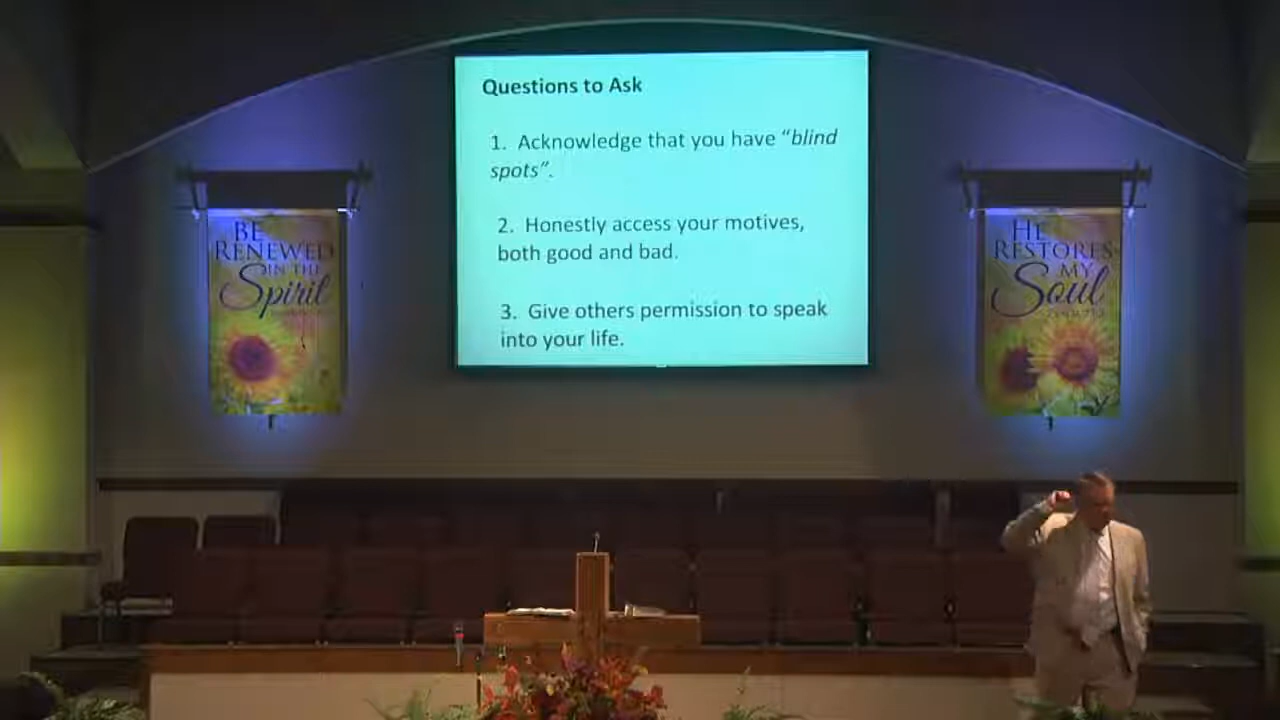 Questions to Ask
1. Acknowledge that you have “blind
spots”.
2. Honestly access your motives,
both good and bad.
3. Give others permission to speak
into your life.
BE
RENEWED
IN THE
Spirit
HE
RESTORES
MY
Soul